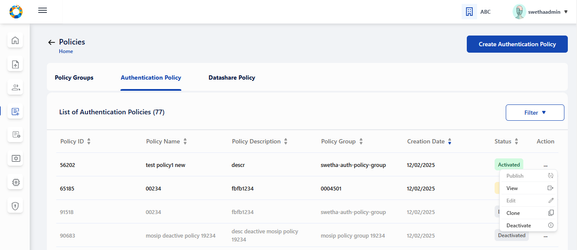 ABC
swethaadmin
Policies
Home
Create Authentication Policy
Policy Groups
Authentication Policy
Datashare Policy
List of Authentication Policies (77)
Filter
Policy ID
Policy Name
Policy Description
Policy Group
Creation Date
Status
Action
56202
test policy1 new
descr
swetha-auth-policy-group
12/02/2025
Activated
...
65185
00234
fbfb1234
0004501
12/02/2025
91518
00234
fbfb1234
swetha-auth-policy-group
12/02/2025
90683
mosip deactive policy 19234
desc deactive mosip policy
19234
mosip policy group 19234
12/02/2025
Deactivated
...
Publish
View
Edit
Clone
Deactivate